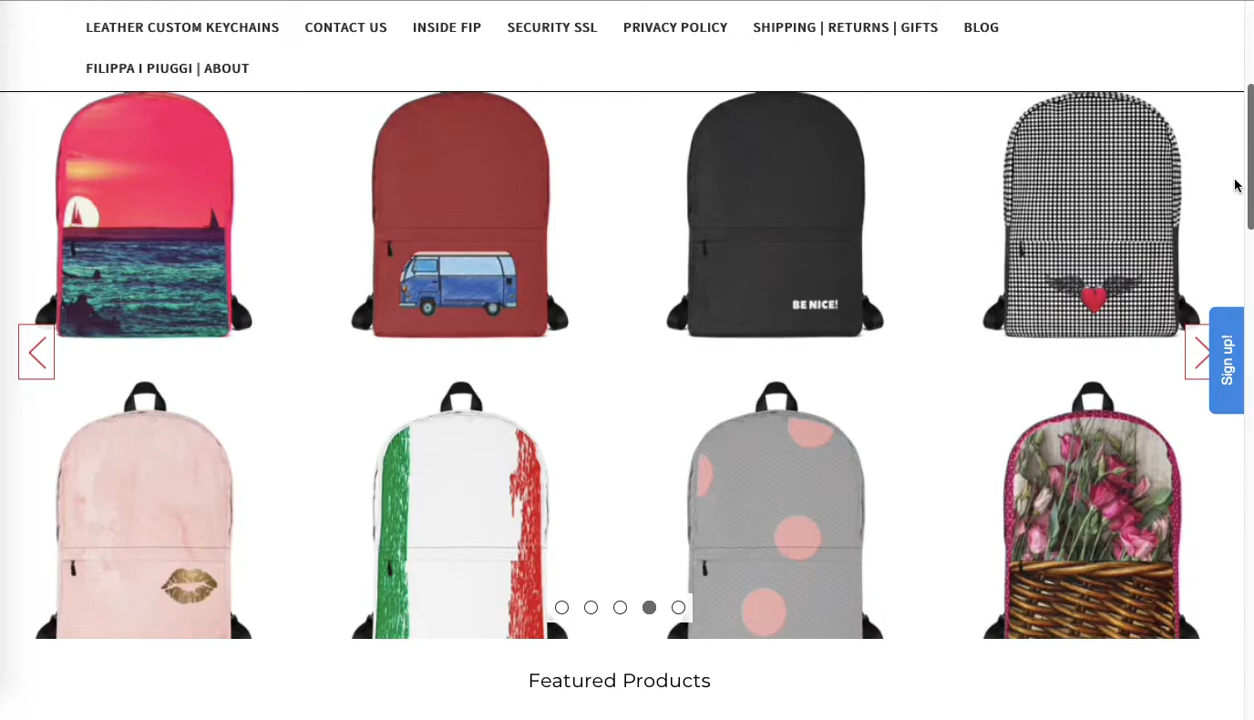 LEATHER CUSTOM KEYCHAINS CONTACT US INSIDE FIP SECURITY SSL PRIVACY POLICY SHIPPING | RETURNS | GIFTS BLOG
FILIPPA I PIUGGI | ABOUT
BE NICE!
Sign up!
Featured Products